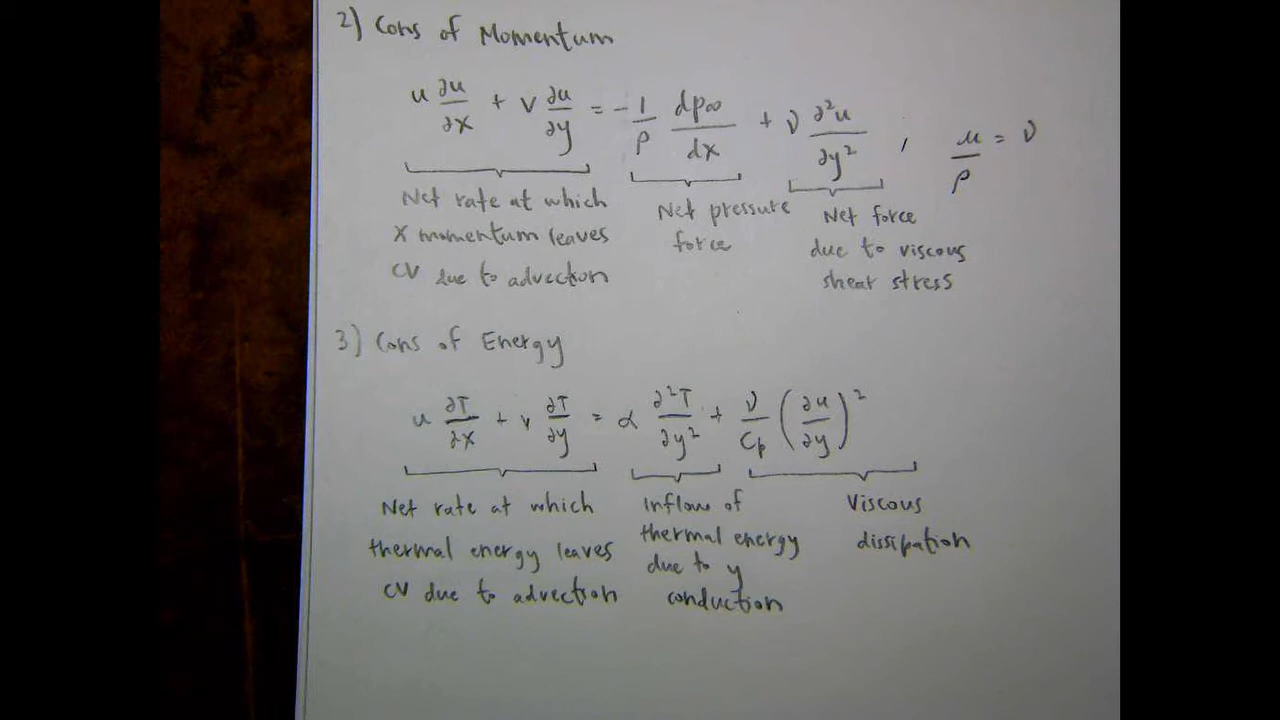 2) Cons of Momentum
u ∂u/∂x + v ∂u/∂y = - 1/ρ dp∞/dx + ν ∂²u/∂y² , μ/ρ = ν
Net rate at which
x momentum leaves
CV due to advection
Net pressure
force
Net force
due to viscous
shear stress
3) Cons of Energy
u ∂T/∂x + v ∂T/∂y = α ∂²T/∂y² + ν/Cp (∂u/∂y)²
Net rate at which
thermal energy leaves
CV due to advection
Inflow of
thermal energy
due to y
conduction
Viscous
dissipation